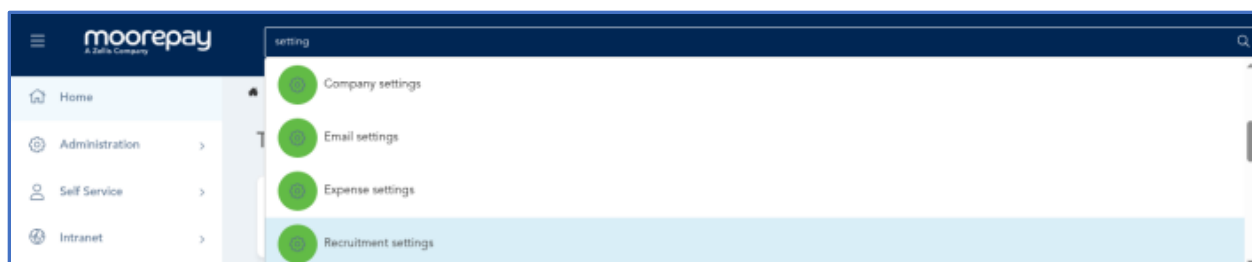 moorepay
A Zellis Company
setting
Company settings
Home
Email settings
Administration
Expense settings
Self Service
Recruitment settings
Intranet